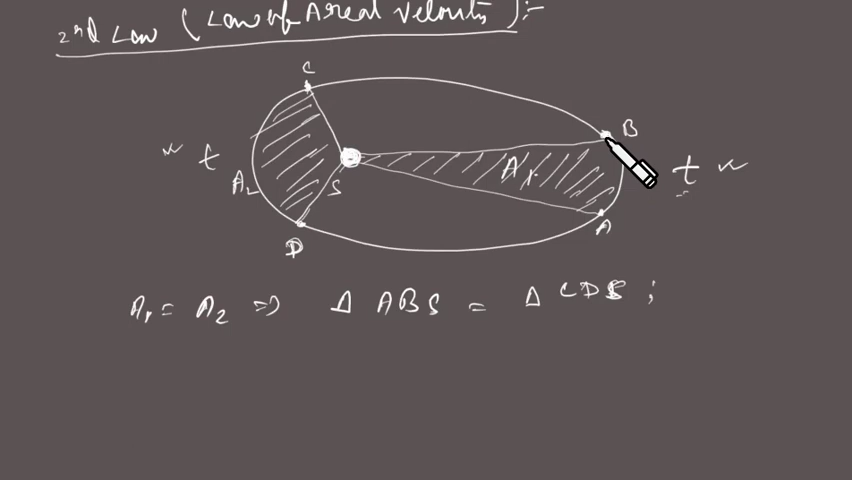 2nd Law (Law of Areal Velocity) :-
C
B
" t
A1
t "
A2
S
A
D
A1 = A2 => Δ ABS = Δ CDS ;